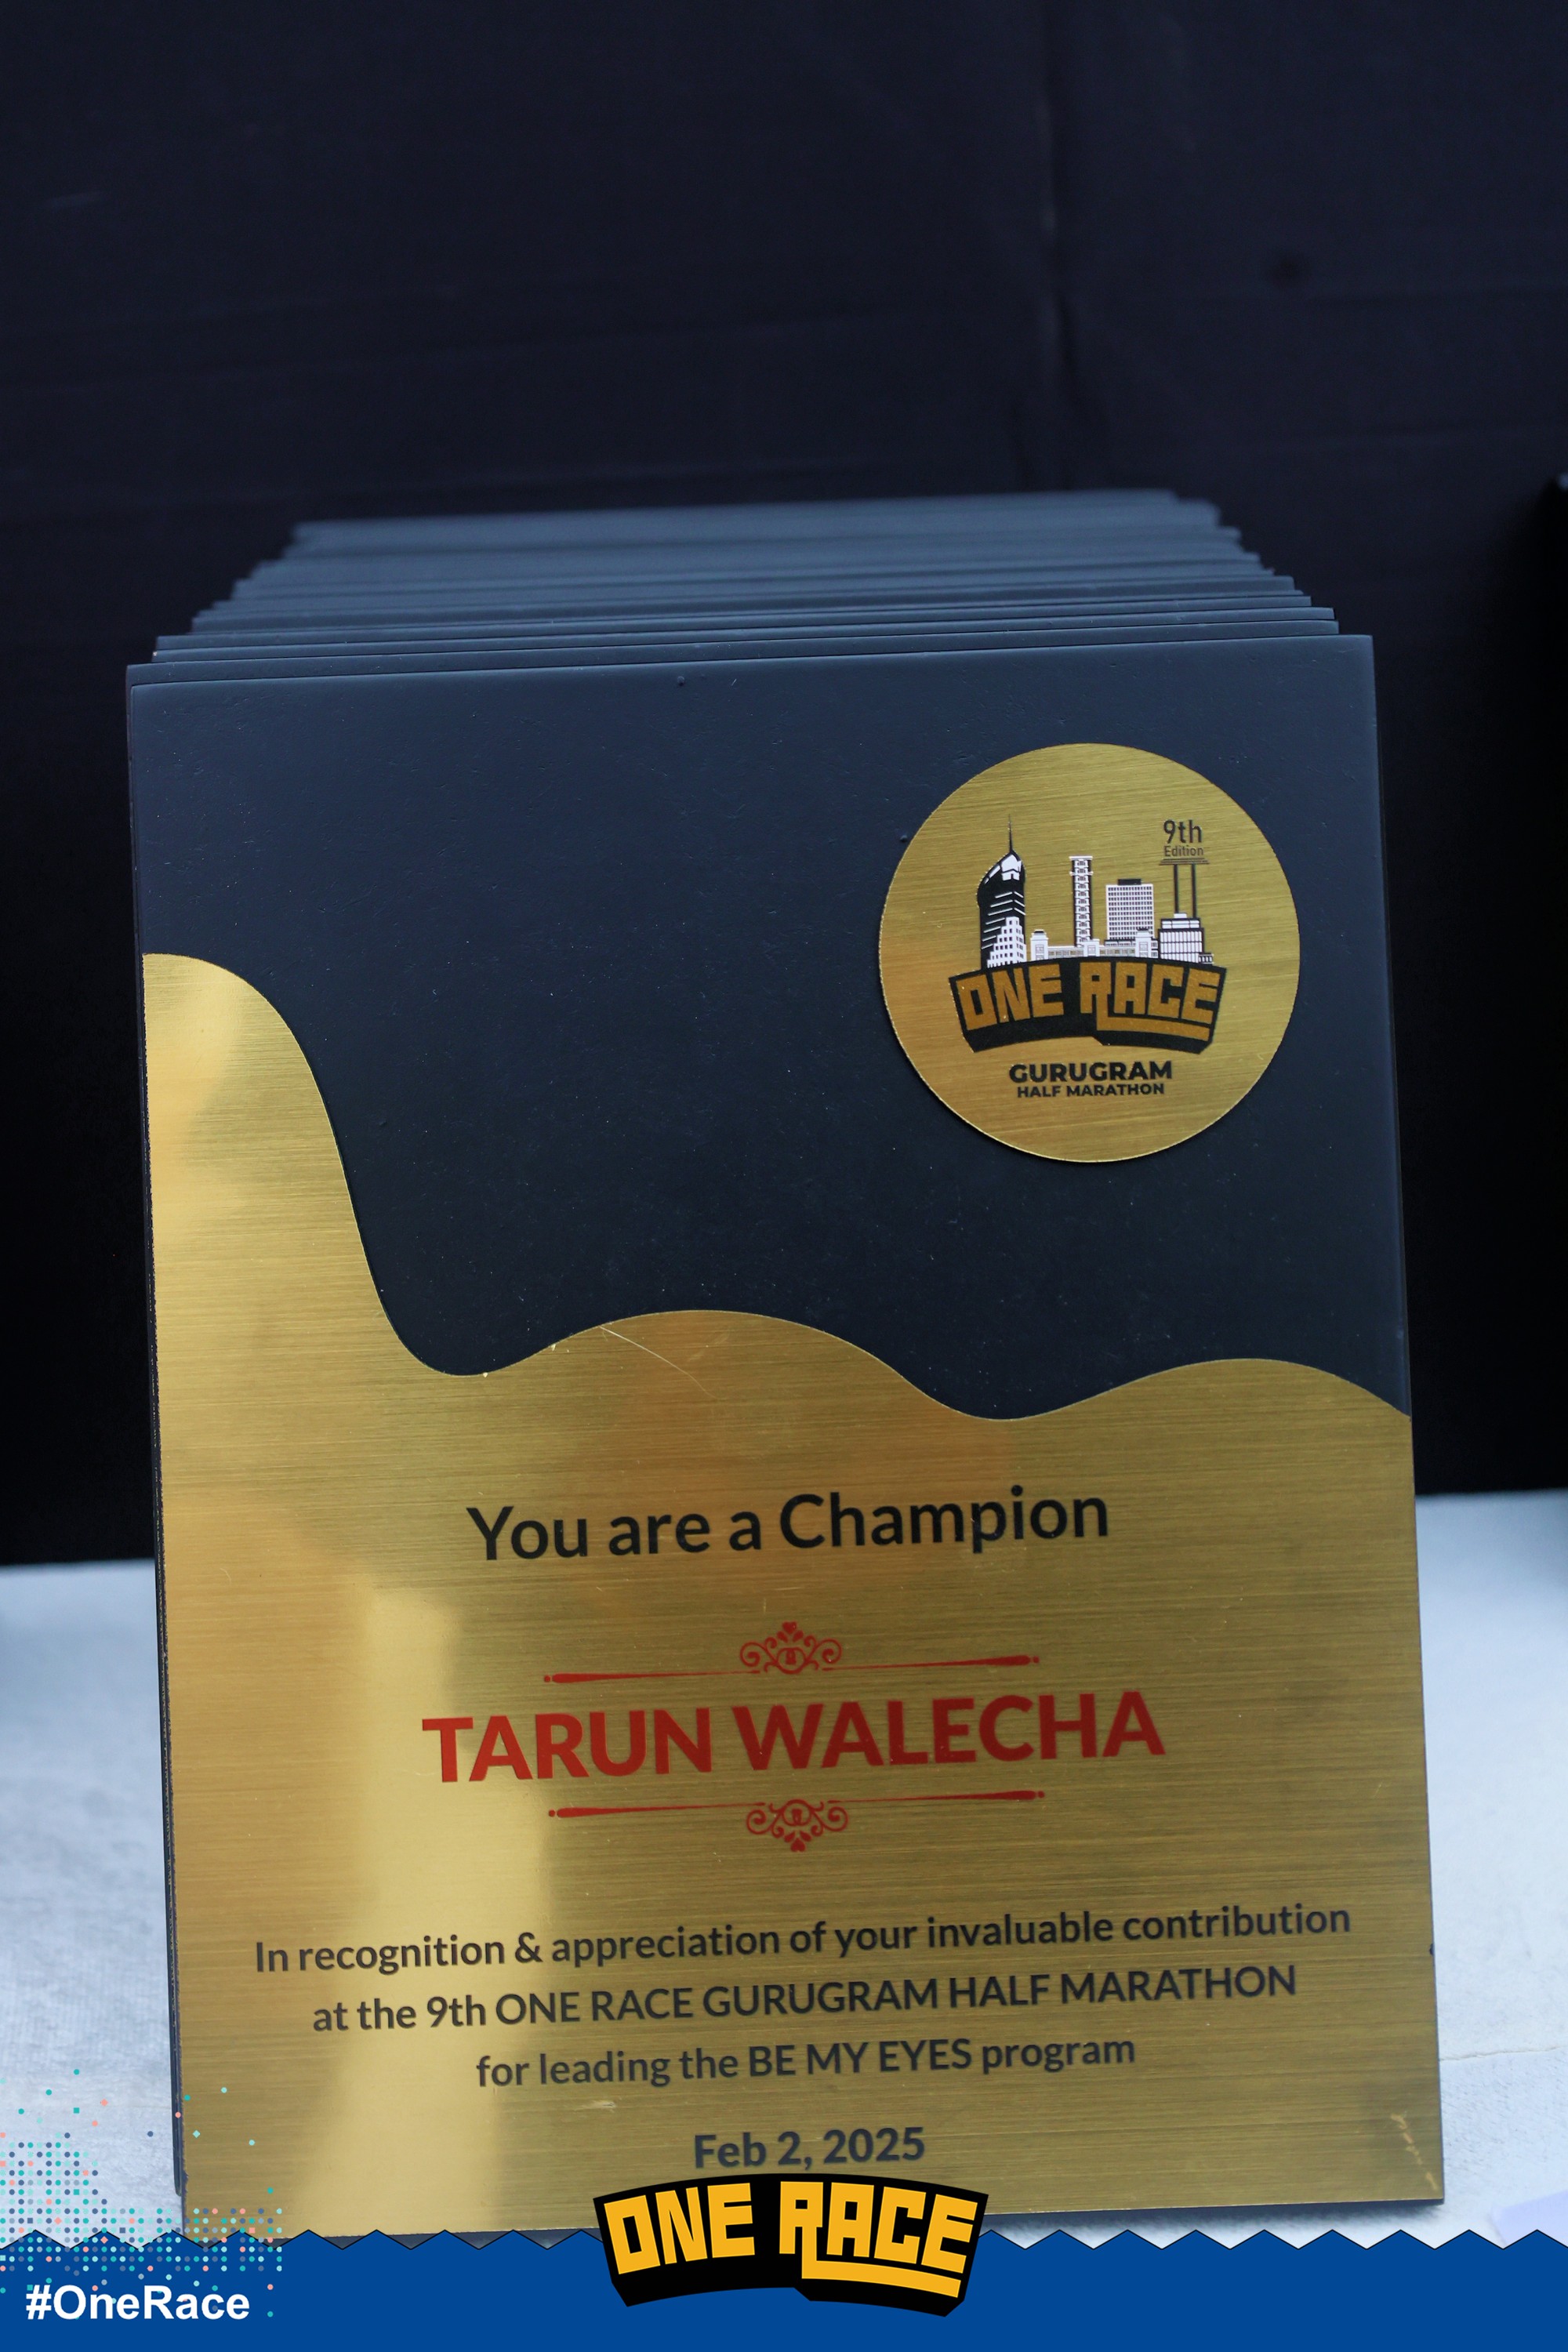 9th
Edition
ONE RACE
GURUGRAM
HALF MARATHON
You are a Champion
TARUN WALECHA
In recognition & appreciation of your invaluable contribution
at the 9th ONE RACE GURUGRAM HALF MARATHON
for leading the BE MY EYES program
Feb 2, 2025
ONE RACE
#OneRace